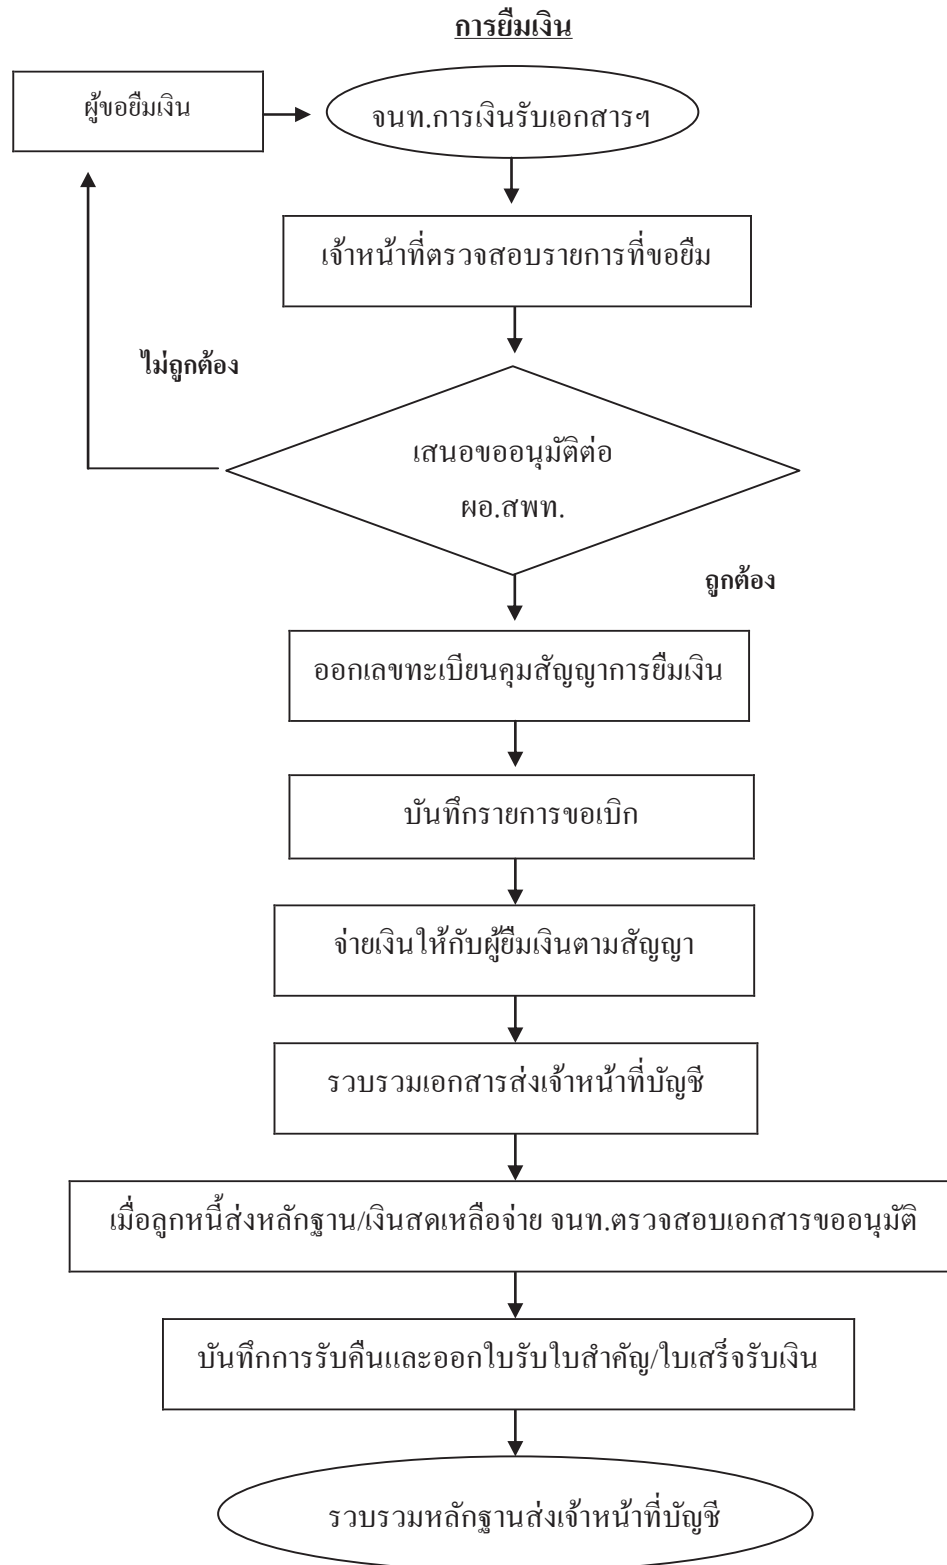 การยืมเงิน
ผู้ขอยืมเงิน
จนท.การเงินรับเอกสารฯ
เจ้าหน้าที่ตรวจสอบรายการที่ขอยืม
ไม่ถูกต้อง
เสนอขออนุมัติต่อ
ผอ.สพท.
ถูกต้อง
ออกเลขทะเบียนคุมสัญญาการยืมเงิน
บันทึกรายการขอเบิก
จ่ายเงินให้กับผู้ยืมเงินตามสัญญา
รวบรวมเอกสารส่งเจ้าหน้าที่บัญชี
เมื่อลูกหนี้ส่งหลักฐาน/เงินสดเหลือจ่าย จนท.ตรวจสอบเอกสารขออนุมัติ
บันทึกการรับคืนและออกใบรับใบสำคัญ/ใบเสร็จรับเงิน
รวบรวมหลักฐานส่งเจ้าหน้าที่บัญชี